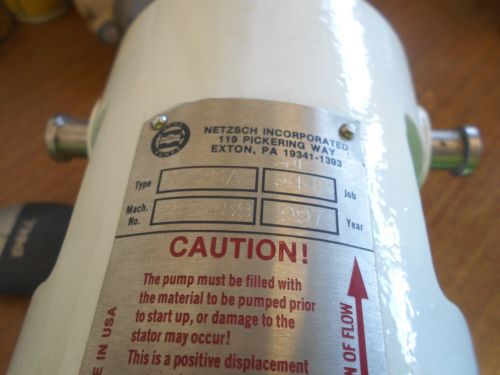 NETZSCH INCORPORATED
119 PICKERING WAY
EXTON, PA 19341-1393
Type
Job
Mach.
No.
Year
CAUTION!
The pump must be filled with
the material to be pumped prior
to start up, or damage to the
stator may occur!
This is a positive displacement
E IN USA
N OF FLOW
DELL